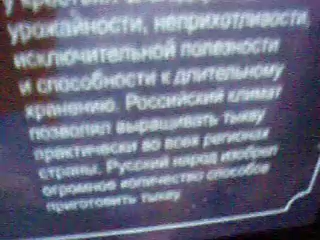 урожайности, неприхотливости
исключительной полезности
и способности к длительному
хранению. Российский климат
позволял выращивать тыкву
практически во всех регионах
страны. Русский народ изобрел
огромное количество способов
приготовить тыкву